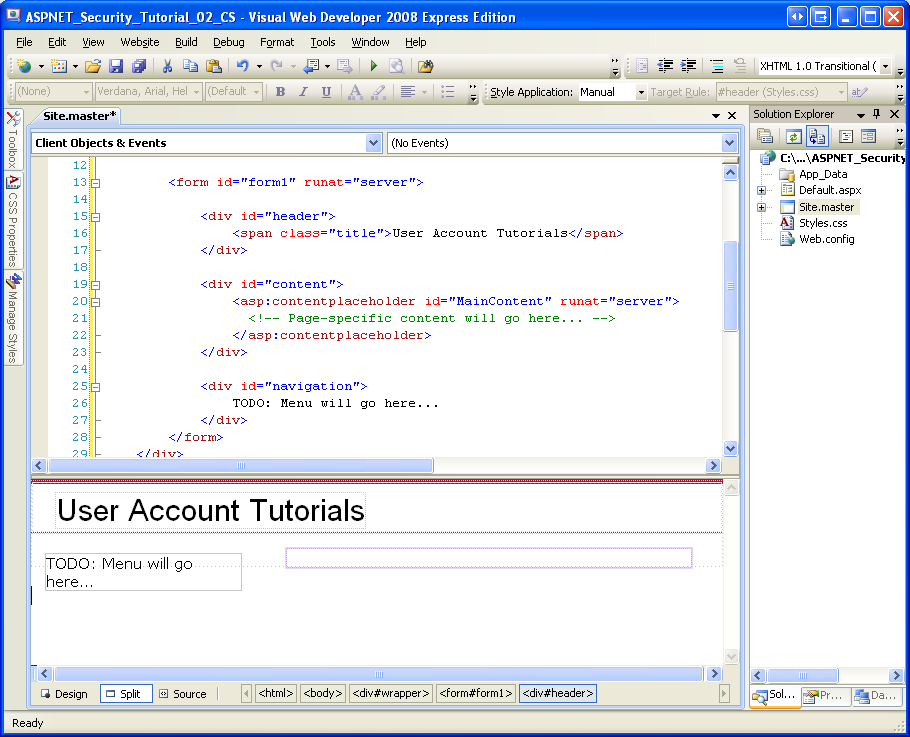 ASPNET_Security_Tutorial_02_CS - Visual Web Developer 2008 Express Edition
File Edit View Website Build Debug Format Tools Window Help
XHTML 1.0 Transitional (
(None) Verdana, Arial, Hel (Default B I U A Style Application: Manual Target Rule: #header (Styles.css)
Toolbox
CSS Properties
Manage Styles
Site.master*
Client Objects & Events (No Events)
12
13 <form id="form1" runat="server">
14
15 <div id="header">
16 <span class="title">User Account Tutorials</span>
17 </div>
18
19 <div id="content">
20 <asp:contentplaceholder id="MainContent" runat="server">
21 <!-- Page-specific content will go here... -->
22 </asp:contentplaceholder>
23 </div>
24
25 <div id="navigation">
26 TODO: Menu will go here...
27 </div>
28 </form>
29 </div>
User Account Tutorials
TODO: Menu will go
here...
Design Split Source <html> <body> <div#wrapper> <form#form1> <div#header>
Solution Explorer
C:\...\ASPNET_Security
App_Data
Default.aspx
Site.master
Styles.css
Web.config
Sol... Pr... Da...
Ready